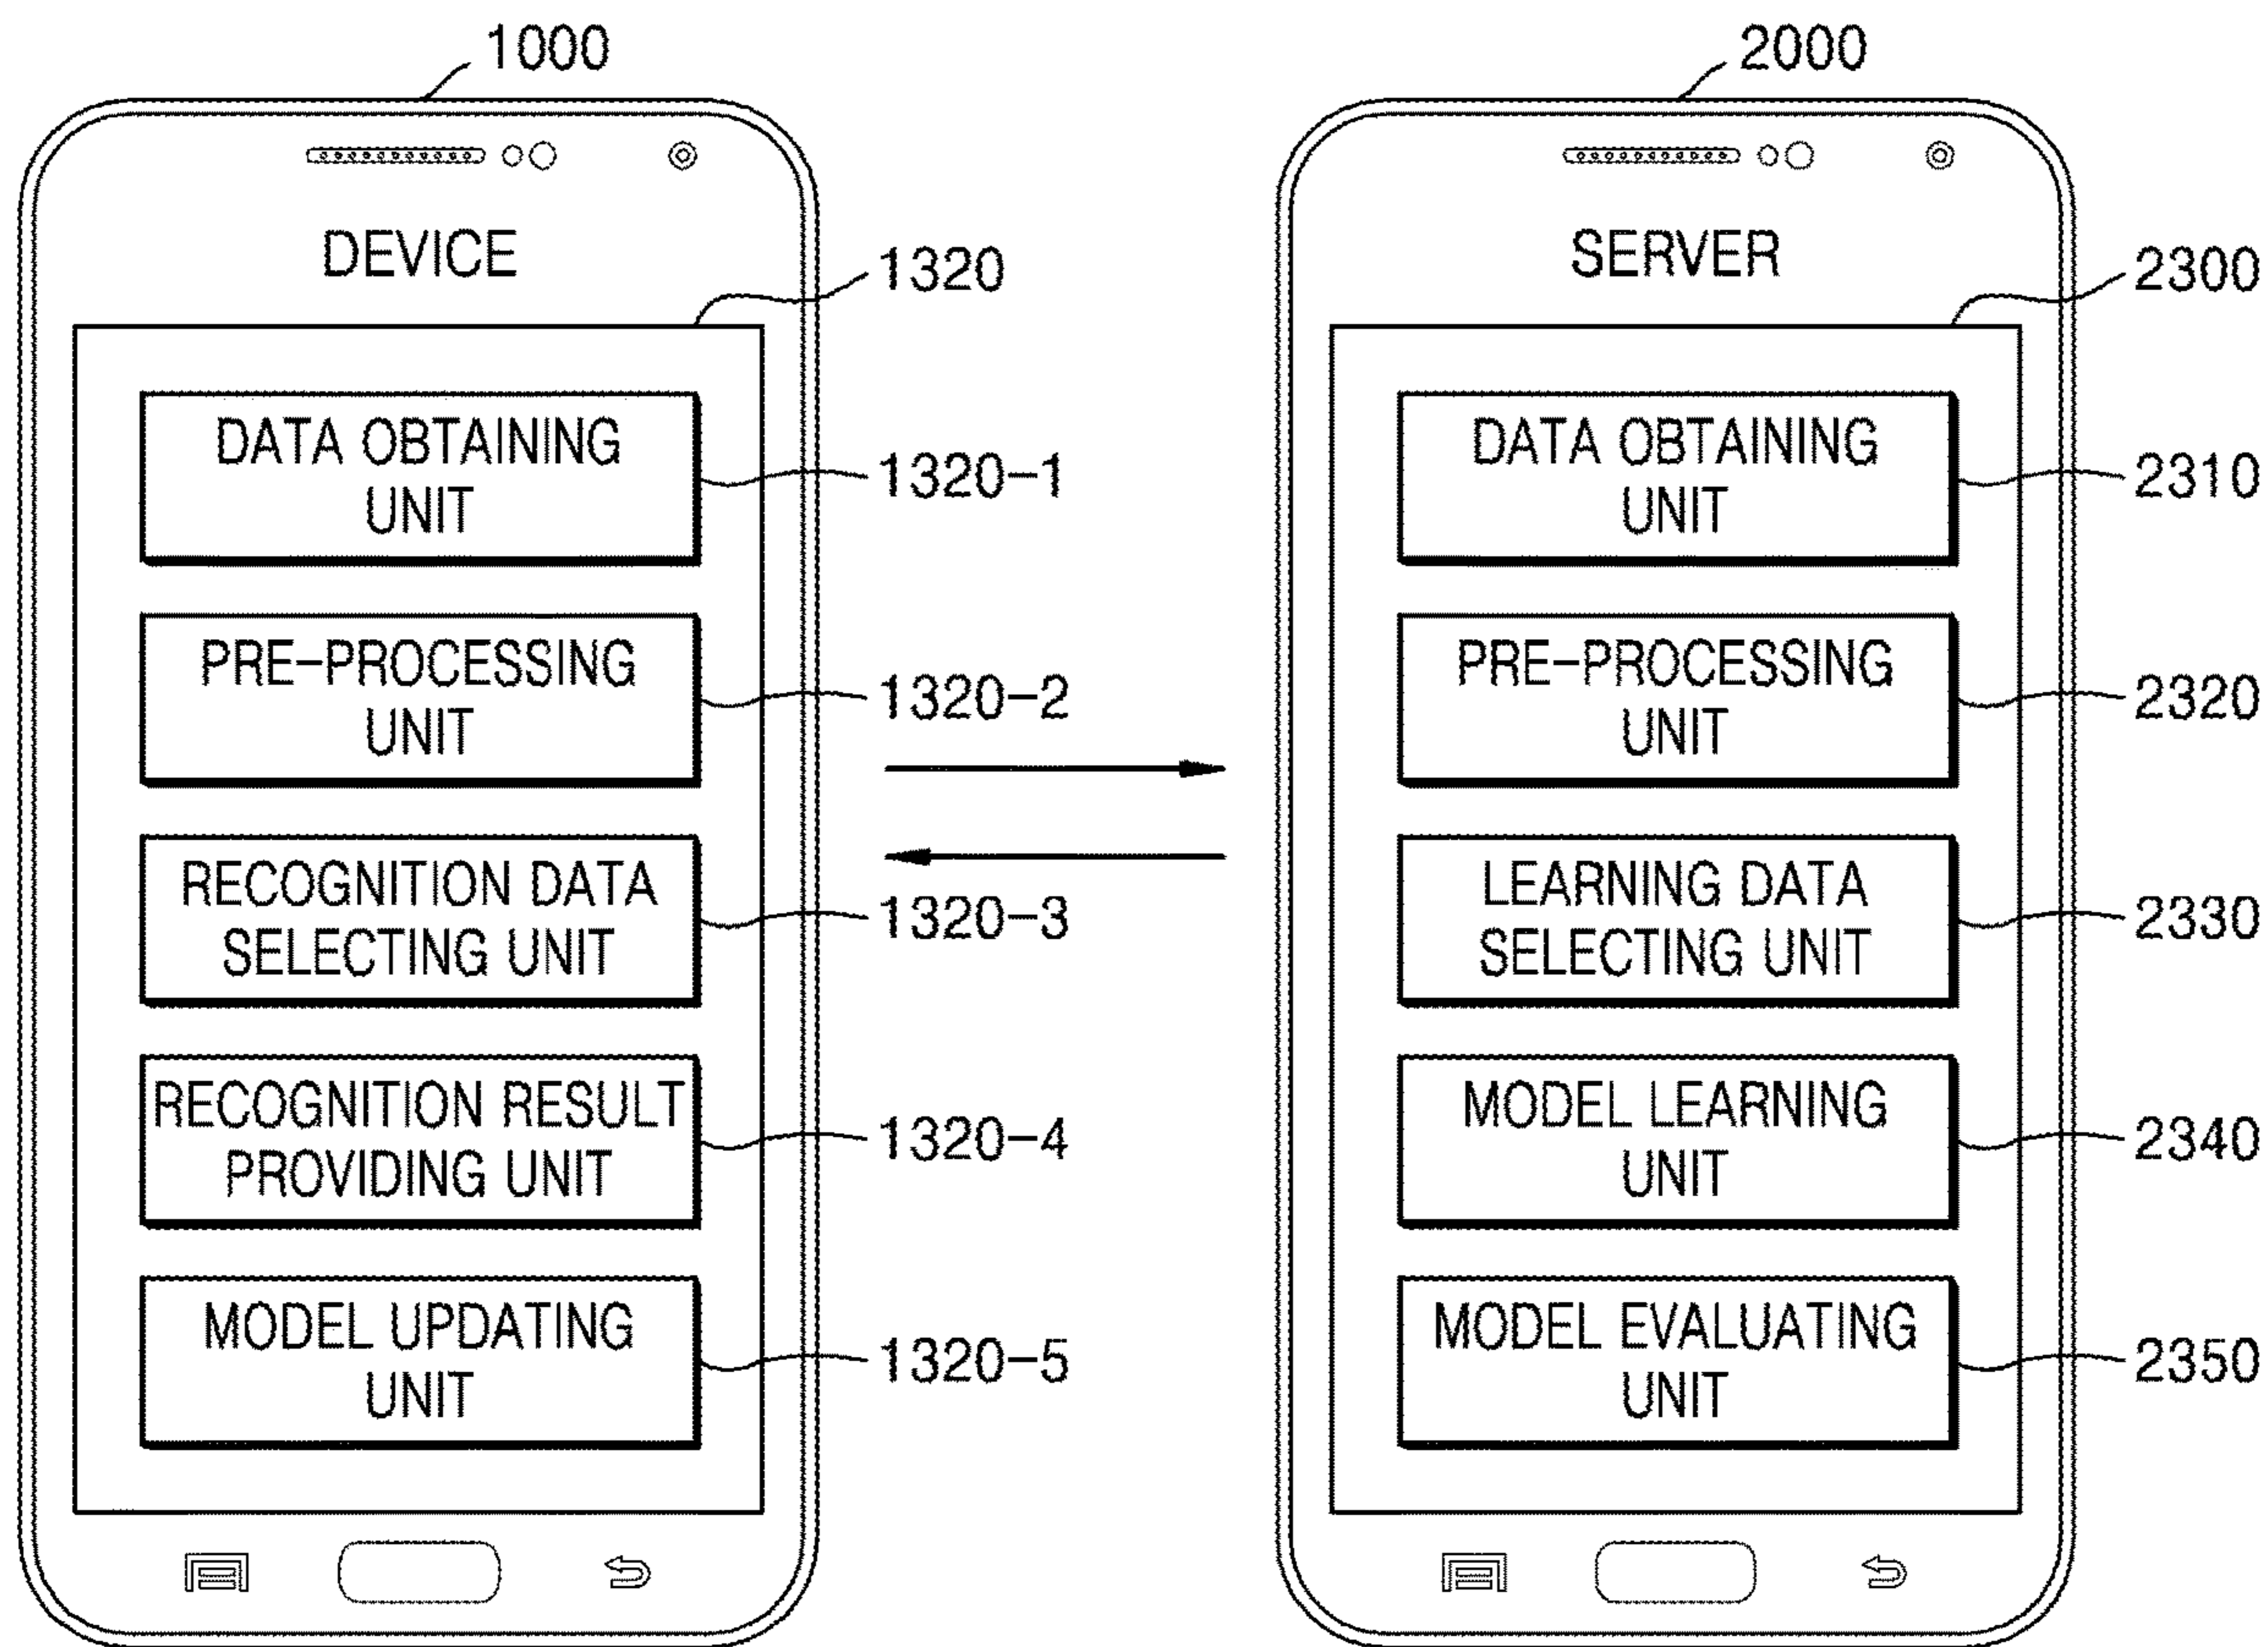 1000
DEVICE
1320
DATA OBTAINING
UNIT
1320-1
PRE-PROCESSING
UNIT
1320-2
RECOGNITION DATA
SELECTING UNIT
1320-3
RECOGNITION RESULT
PROVIDING UNIT
1320-4
MODEL UPDATING
UNIT
1320-5
2000
SERVER
2300
DATA OBTAINING
UNIT
2310
PRE-PROCESSING
UNIT
2320
LEARNING DATA
SELECTING UNIT
2330
MODEL LEARNING
UNIT
2340
MODEL EVALUATING
UNIT
2350